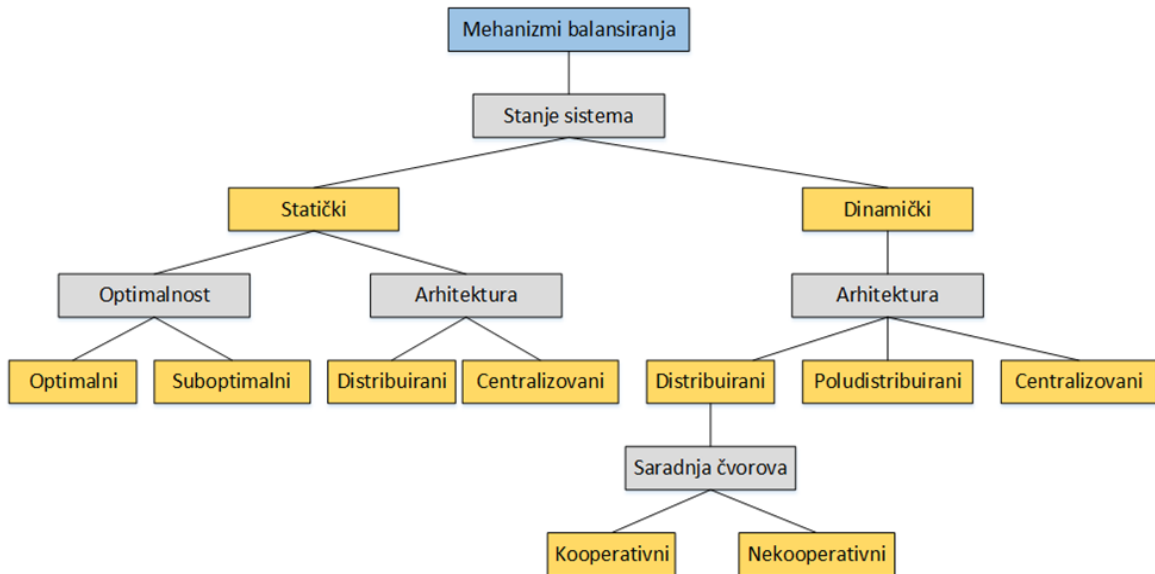 Mehanizmi balansiranja
Stanje sistema
Statički
Dinamički
Optimalnost
Arhitektura
Arhitektura
Optimalni
Suboptimalni
Distribuirani
Centralizovani
Distribuirani
Poludistribuirani
Centralizovani
Saradnja čvorova
Kooperativni
Nekooperativni